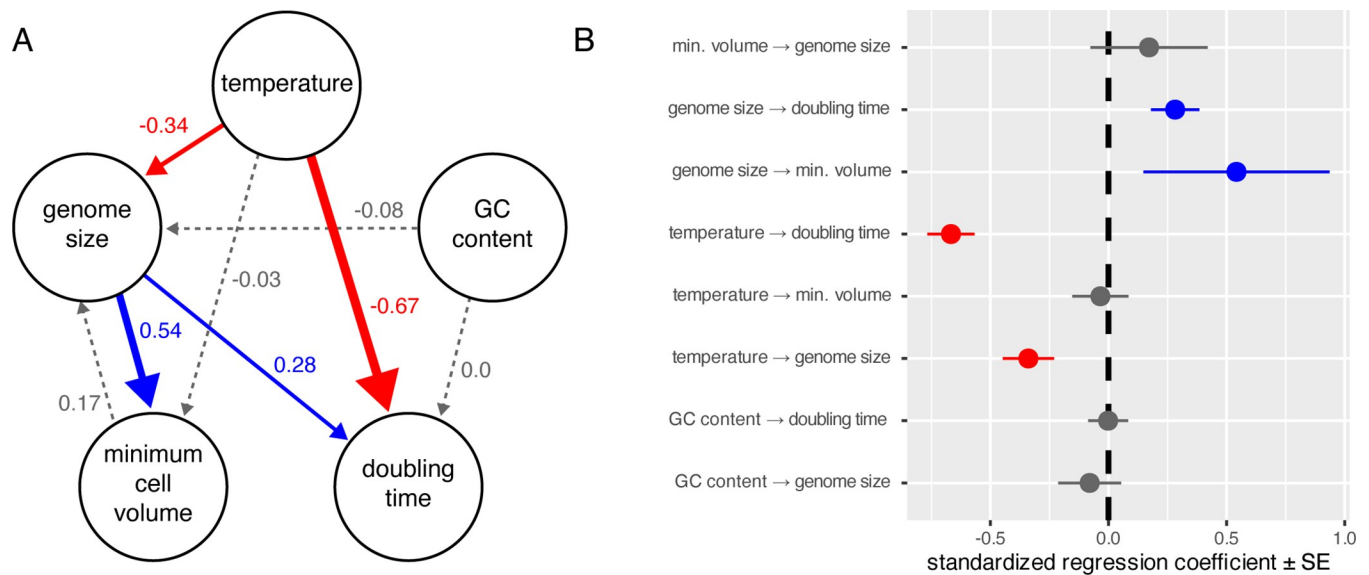 A
temperature
-0.34
genome
size
-0.08
GC
content
-0.03
-0.67
0.54
0.28
0.0
0.17
minimum
cell
volume
doubling
time
B
min. volume → genome size
genome size → doubling time
genome size → min. volume
temperature → doubling time
temperature → min. volume
temperature → genome size
GC content → doubling time
GC content → genome size
-0.5
0.0
0.5
1.0
standardized regression coefficient ± SE